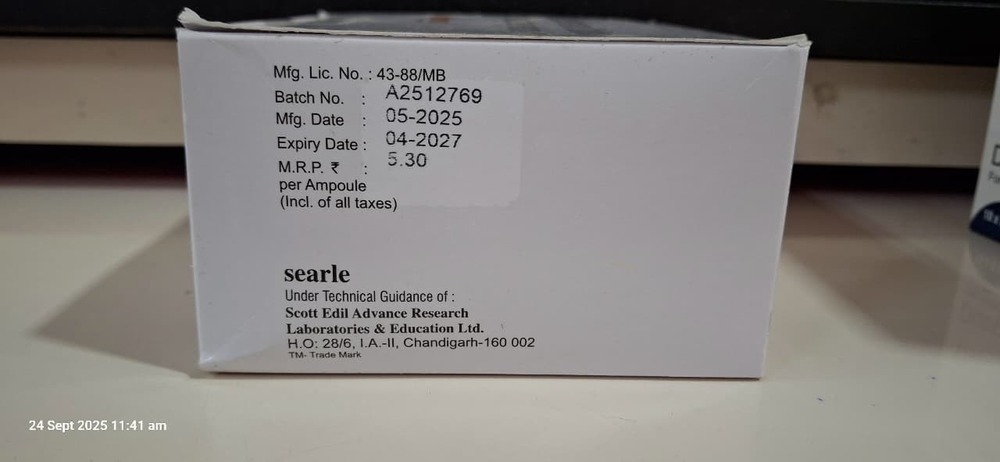 Mfg. Lic. No. : 43-88/MB
Batch No. : A2512769
Mfg. Date : 05-2025
Expiry Date : 04-2027
M.R.P. ₹ : 5.30
per Ampoule
(Incl. of all taxes)
searle
Under Technical Guidance of :
Scott Edil Advance Research
Laboratories & Education Ltd.
H.O: 28/6, I.A.-II, Chandigarh-160 002
TM- Trade Mark
24 Sept 2025 11:41 am